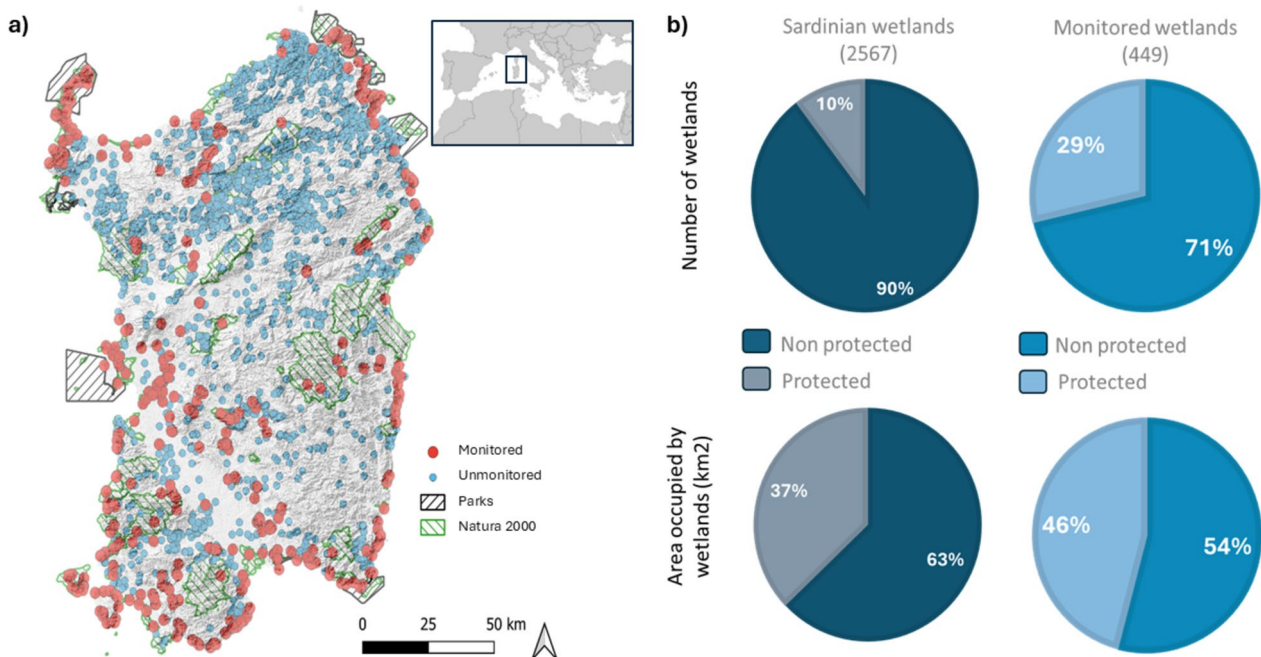 a)
Monitored
Unmonitored
Parks
Natura 2000
0 25 50 km
b)
Sardinian wetlands
(2567)
Monitored wetlands
(449)
Number of wetlands
10%
90%
29%
71%
Non protected
Protected
Non protected
Protected
Area occupied by
wetlands (km2)
37%
63%
46%
54%